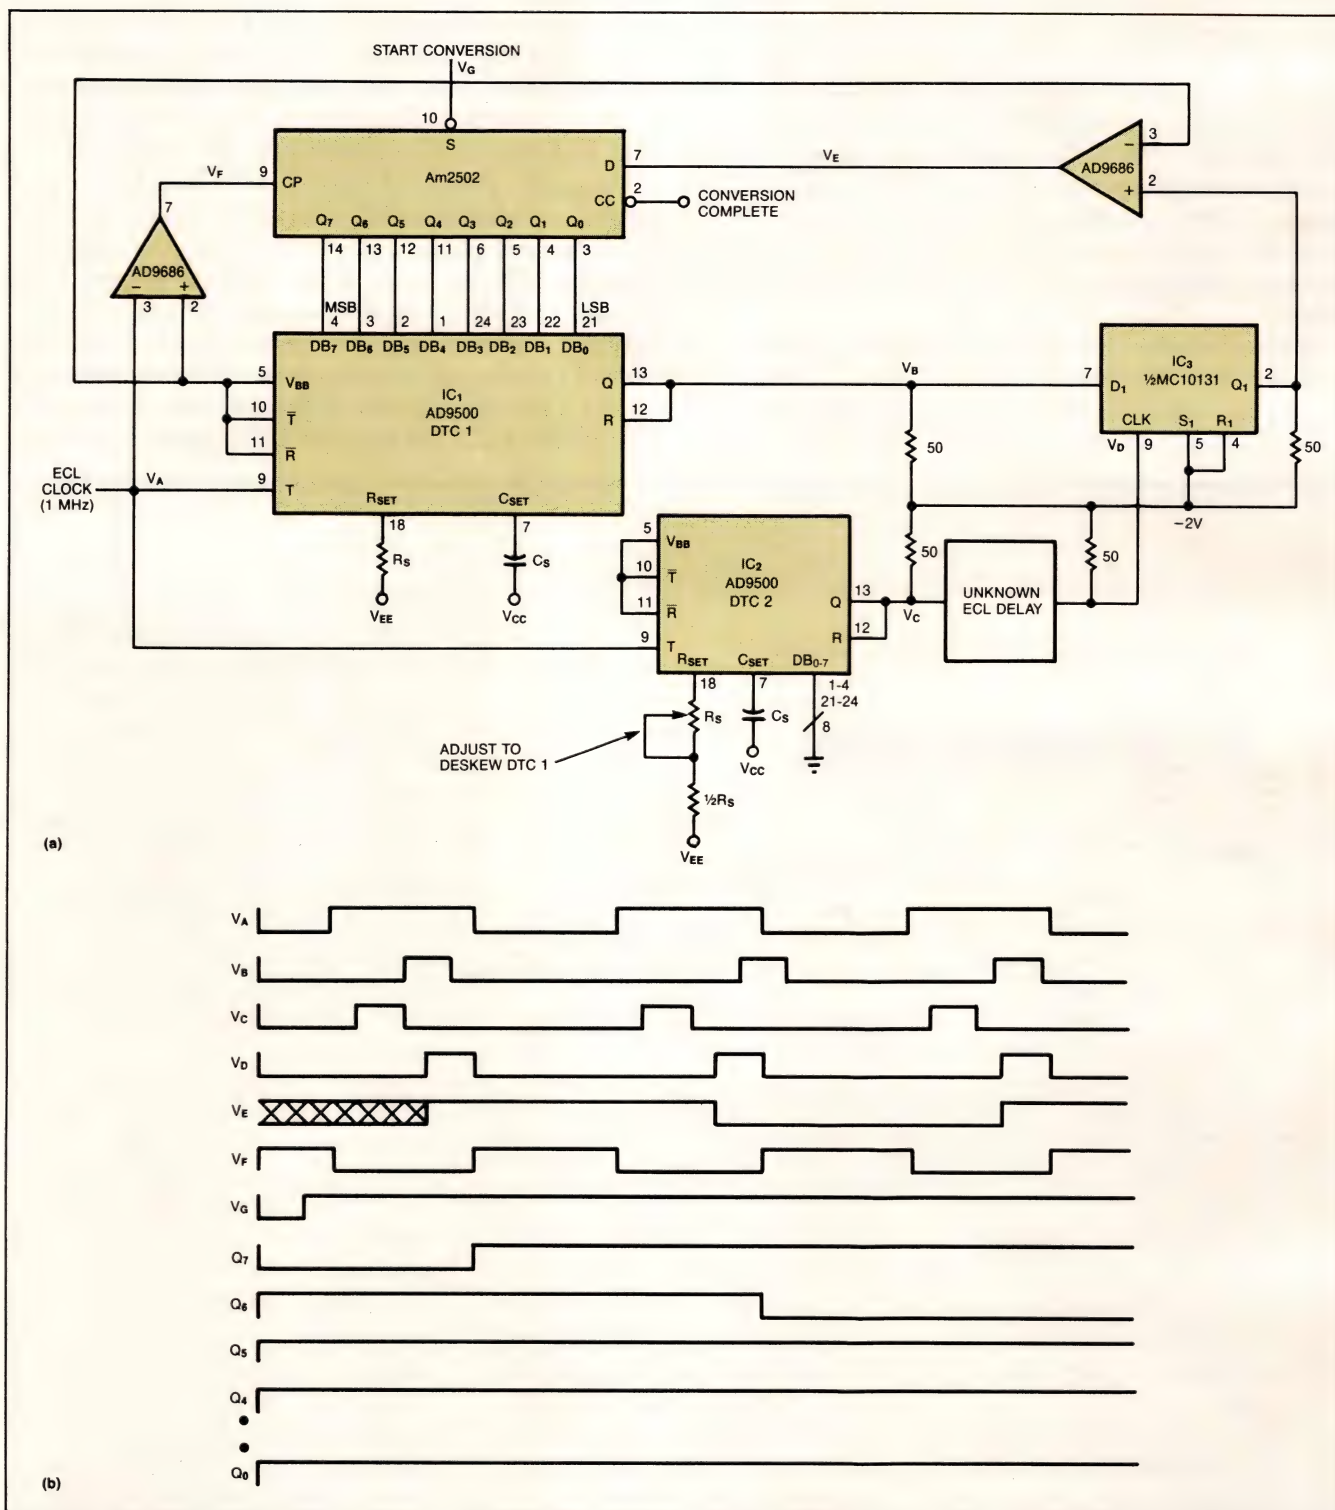 START CONVERSION
VG
10
S
Am2502
VF
9
CP
D
7
VE
CC
2
CONVERSION
COMPLETE
Q7 Q6 Q5 Q4 Q3 Q2 Q1 Q0
14 13 12 11 6 5 4 3
7
AD9686
− +
3 2
AD9686
−
+
3
2
MSB LSB
4 3 2 1 24 23 22 21
DB7 DB6 DB5 DB4 DB3 DB2 DB1 DB0
5
VBB
10
T̅
11
R̅
9
T
IC1
AD9500
DTC 1
Q
13
R
12
RSET CSET
18 7
RS CS
VEE VCC
ECL
CLOCK
(1 MHz)
VA
VB
7
D1
IC3
½MC10131
Q1
2
CLK S1 R1
VD 9 5 4
50
50
−2V
50
50
5
VBB
10
T̅
11
R̅
9
T
IC2
AD9500
DTC 2
Q
13
R
12
VC
UNKNOWN
ECL DELAY
RSET CSET DB0-7
18 7 1-4
21-24
8
RS CS
VCC
½RS
VEE
ADJUST TO
DESKEW DTC 1
(a)
VA
VB
VC
VD
VE
VF
VG
Q7
Q6
Q5
Q4
Q0
(b)